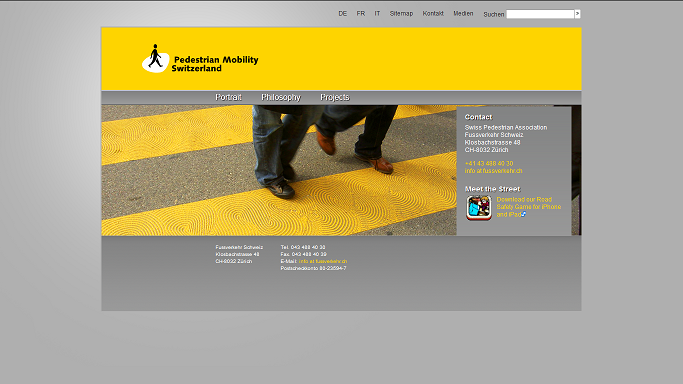 DE FR IT Sitemap Kontakt Medien Suchen
Pedestrian Mobility
Switzerland
Portrait Philosophy Projects
Contact
Swiss Pedestrian Association
Fussverkehr Schweiz
Klosbachstrasse 48
CH-8032 Zürich
+41 43 488 40 30
info at fussverkehr.ch
Meet the Street
Download our Road
Safety Game for iPhone
and iPad
Fussverkehr Schweiz Tel. 043 488 40 30
Klosbachstrasse 48 Fax. 043 488 40 39
CH-8032 Zürich E-Mail: info at fussverkehr.ch
Postscheckkonto 80-23594-7